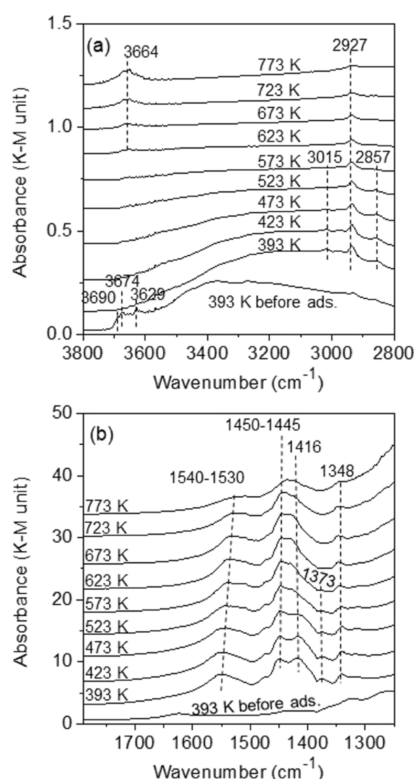 (a)
3664
2927
773 K
723 K
673 K
623 K
573 K
3015
2857
523 K
473 K
423 K
393 K
3674
3690
3629
393 K before ads.
Absorbance (K-M unit)
1.5
1.0
0.5
0.0
3800 3600 3400 3200 3000 2800
Wavenumber (cm⁻¹)
(b)
1450-1445
1416
1540-1530
1348
773 K
723 K
673 K
623 K
573 K
1373
523 K
473 K
423 K
393 K
393 K before ads.
Absorbance (K-M unit)
50
40
30
20
10
0
1700 1600 1500 1400 1300
Wavenumber (cm⁻¹)